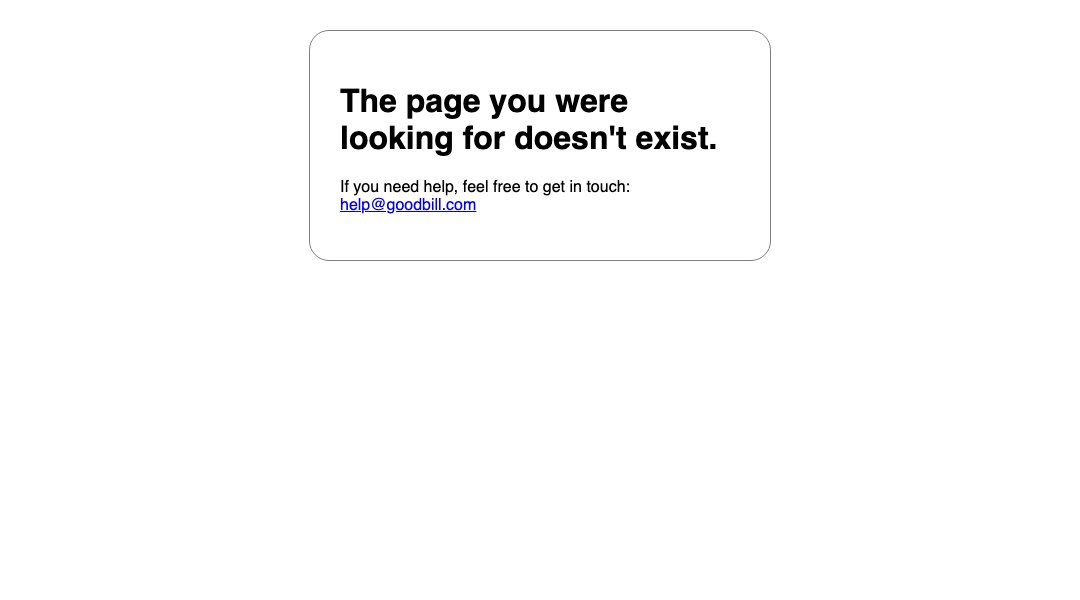 The page you were
looking for doesn't exist.
If you need help, feel free to get in touch:
help@goodbill.com